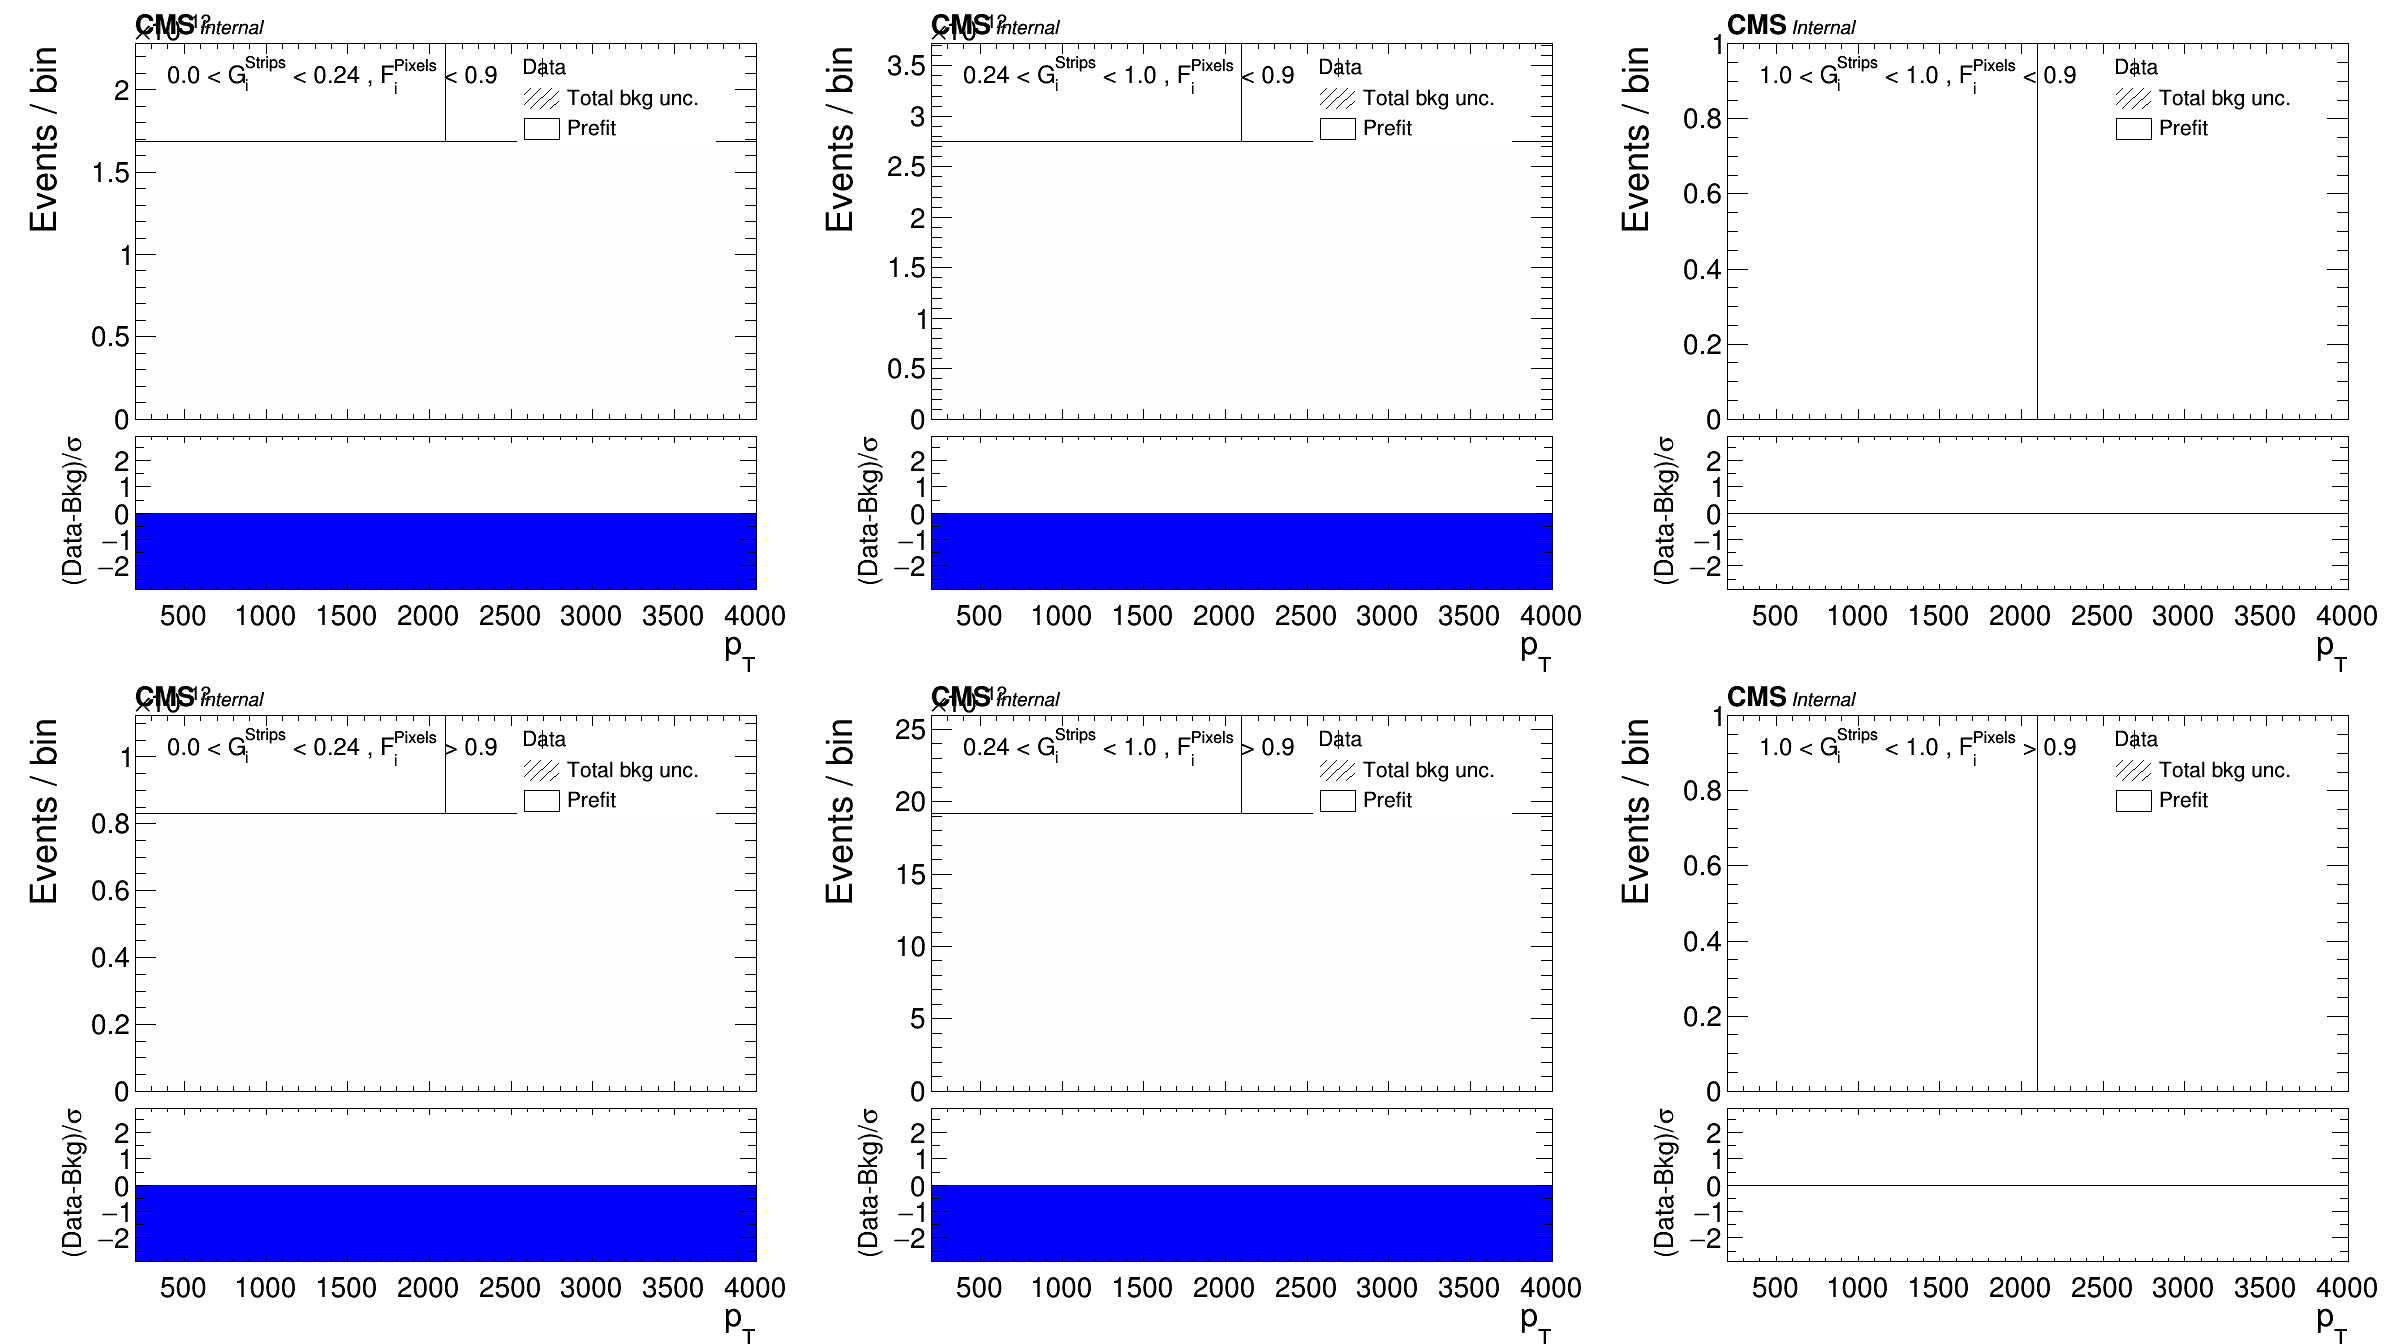 CMS Internal
×10^12
0.0 < G_i^Strips < 0.24 , F_i^Pixels < 0.9
Data
Total bkg unc.
Prefit
Events / bin
2
1.5
1
0.5
0
(Data-Bkg)/σ
2
1
0
−1
−2
500 1000 1500 2000 2500 3000 3500 4000
p_T
CMS Internal
×10^12
0.24 < G_i^Strips < 1.0 , F_i^Pixels < 0.9
Data
Total bkg unc.
Prefit
Events / bin
3.5
3
2.5
2
1.5
1
0.5
0
(Data-Bkg)/σ
2
1
0
−1
−2
500 1000 1500 2000 2500 3000 3500 4000
p_T
CMS Internal
1.0 < G_i^Strips < 1.0 , F_i^Pixels < 0.9
Data
Total bkg unc.
Prefit
Events / bin
1
0.8
0.6
0.4
0.2
0
(Data-Bkg)/σ
2
1
0
−1
−2
500 1000 1500 2000 2500 3000 3500 4000
p_T
CMS Internal
×10^12
0.0 < G_i^Strips < 0.24 , F_i^Pixels > 0.9
Data
Total bkg unc.
Prefit
Events / bin
1
0.8
0.6
0.4
0.2
0
(Data-Bkg)/σ
2
1
0
−1
−2
500 1000 1500 2000 2500 3000 3500 4000
p_T
CMS Internal
×10^12
0.24 < G_i^Strips < 1.0 , F_i^Pixels > 0.9
Data
Total bkg unc.
Prefit
Events / bin
25
20
15
10
5
0
(Data-Bkg)/σ
2
1
0
−1
−2
500 1000 1500 2000 2500 3000 3500 4000
p_T
CMS Internal
1.0 < G_i^Strips < 1.0 , F_i^Pixels > 0.9
Data
Total bkg unc.
Prefit
Events / bin
1
0.8
0.6
0.4
0.2
0
(Data-Bkg)/σ
2
1
0
−1
−2
500 1000 1500 2000 2500 3000 3500 4000
p_T